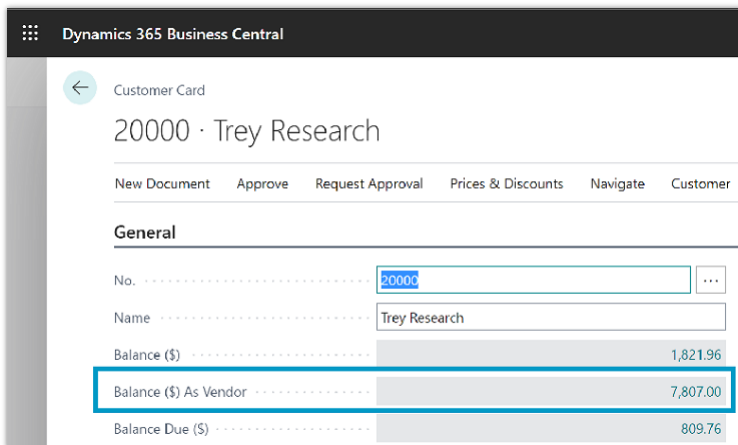 Dynamics 365 Business Central
Customer Card
20000 · Trey Research
New Document Approve Request Approval Prices & Discounts Navigate Customer
General
No. 20000 ...
Name Trey Research
Balance ($) 1,821.96
Balance ($) As Vendor 7,807.00
Balance Due ($) 809.76